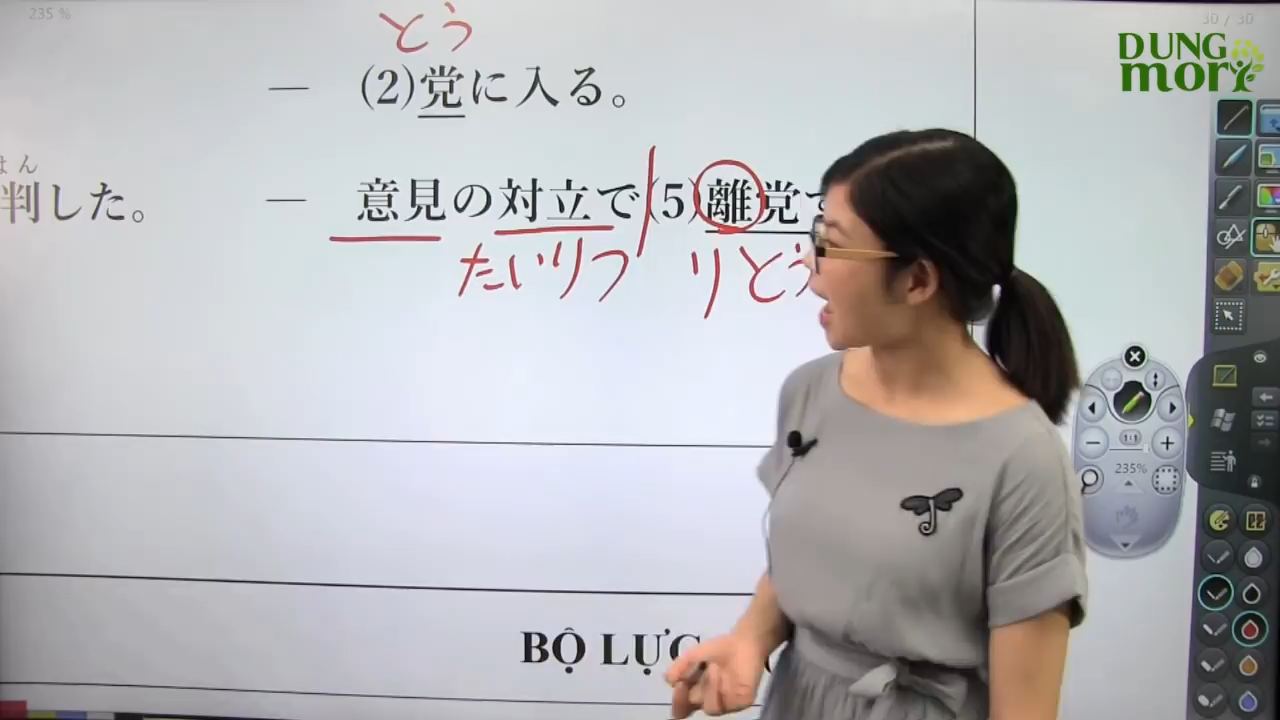 235 %
30 / 30
DUNG
mori
とう
(2)党に入る。
はん
判した。
— 意見の対立で(5)離党す
たいりつ
りとう
235%
BỘ LỰC